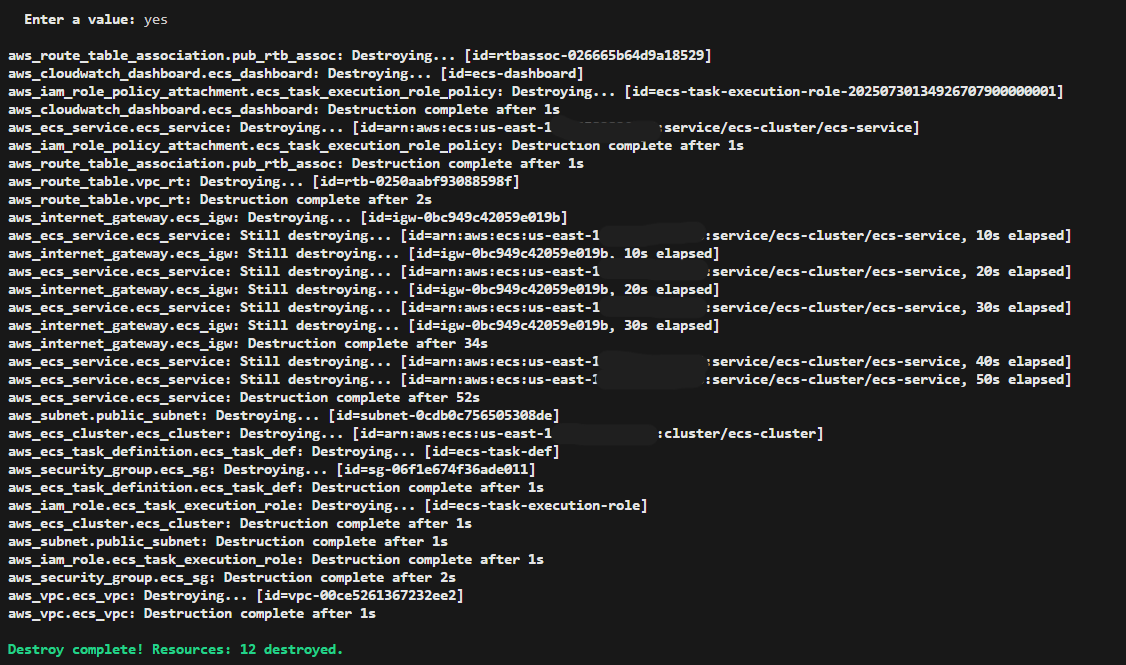 Enter a value: yes
aws_route_table_association.pub_rtb_assoc: Destroying... [id=rtbassoc-026665b64d9a18529]
aws_cloudwatch_dashboard.ecs_dashboard: Destroying... [id=ecs-dashboard]
aws_iam_role_policy_attachment.ecs_task_execution_role_policy: Destroying... [id=ecs-task-execution-role-20250730134926707900000001]
aws_cloudwatch_dashboard.ecs_dashboard: Destruction complete after 1s
aws_ecs_service.ecs_service: Destroying... [id=arn:aws:ecs:us-east-1 :service/ecs-cluster/ecs-service]
aws_iam_role_policy_attachment.ecs_task_execution_role_policy: Destruction complete after 1s
aws_route_table_association.pub_rtb_assoc: Destruction complete after 1s
aws_route_table.vpc_rt: Destroying... [id=rtb-0250aabf93088598f]
aws_route_table.vpc_rt: Destruction complete after 2s
aws_internet_gateway.ecs_igw: Destroying... [id=igw-0bc949c42059e019b]
aws_ecs_service.ecs_service: Still destroying... [id=arn:aws:ecs:us-east-1 :service/ecs-cluster/ecs-service, 10s elapsed]
aws_internet_gateway.ecs_igw: Still destroying... [id=igw-0bc949c42059e019b, 10s elapsed]
aws_ecs_service.ecs_service: Still destroying... [id=arn:aws:ecs:us-east-1 :service/ecs-cluster/ecs-service, 20s elapsed]
aws_internet_gateway.ecs_igw: Still destroying... [id=igw-0bc949c42059e019b, 20s elapsed]
aws_ecs_service.ecs_service: Still destroying... [id=arn:aws:ecs:us-east-1 :service/ecs-cluster/ecs-service, 30s elapsed]
aws_internet_gateway.ecs_igw: Still destroying... [id=igw-0bc949c42059e019b, 30s elapsed]
aws_internet_gateway.ecs_igw: Destruction complete after 34s
aws_ecs_service.ecs_service: Still destroying... [id=arn:aws:ecs:us-east-1 :service/ecs-cluster/ecs-service, 40s elapsed]
aws_ecs_service.ecs_service: Still destroying... [id=arn:aws:ecs:us-east-1 :service/ecs-cluster/ecs-service, 50s elapsed]
aws_ecs_service.ecs_service: Destruction complete after 52s
aws_subnet.public_subnet: Destroying... [id=subnet-0cdb0c756505308de]
aws_ecs_cluster.ecs_cluster: Destroying... [id=arn:aws:ecs:us-east-1 :cluster/ecs-cluster]
aws_ecs_task_definition.ecs_task_def: Destroying... [id=ecs-task-def]
aws_security_group.ecs_sg: Destroying... [id=sg-06f1e674f36ade011]
aws_ecs_task_definition.ecs_task_def: Destruction complete after 1s
aws_iam_role.ecs_task_execution_role: Destroying... [id=ecs-task-execution-role]
aws_ecs_cluster.ecs_cluster: Destruction complete after 1s
aws_subnet.public_subnet: Destruction complete after 1s
aws_iam_role.ecs_task_execution_role: Destruction complete after 1s
aws_security_group.ecs_sg: Destruction complete after 2s
aws_vpc.ecs_vpc: Destroying... [id=vpc-00ce5261367232ee2]
aws_vpc.ecs_vpc: Destruction complete after 1s
Destroy complete! Resources: 12 destroyed.